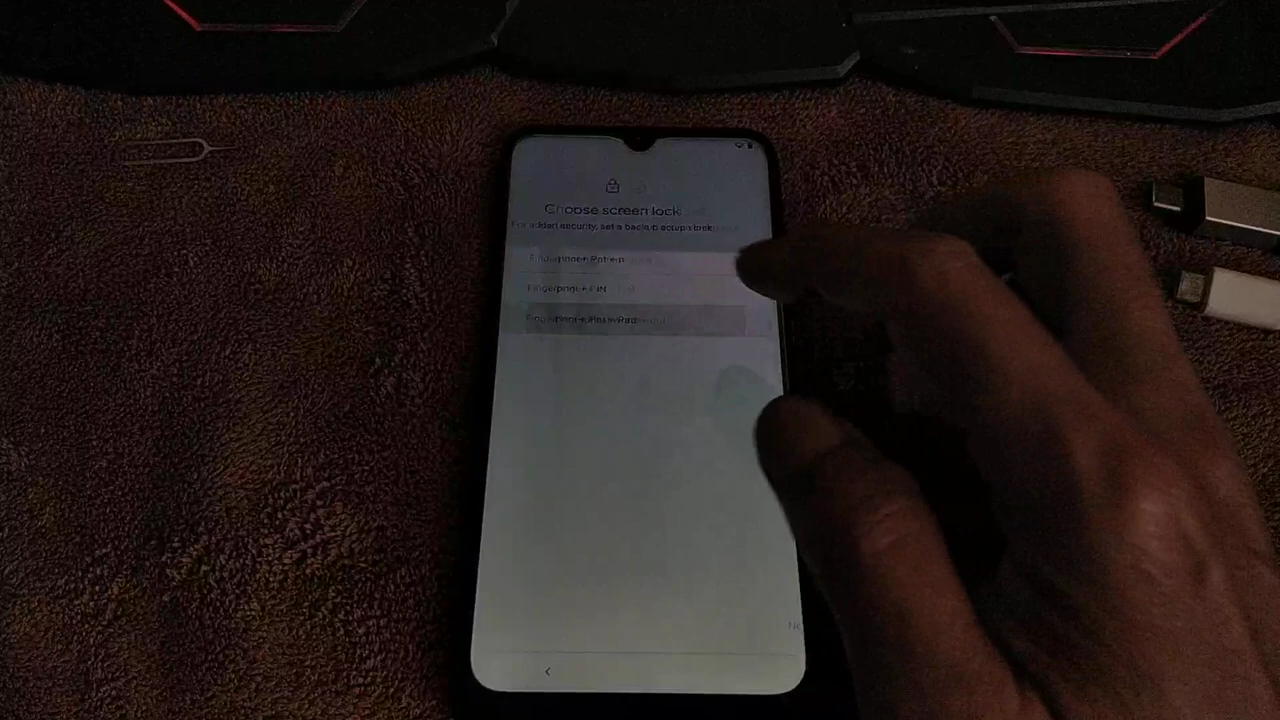 Choose screen lock
For added security, set a backup screen lock
Fingerprint + Pattern
Fingerprint + PIN
Fingerprint + Password